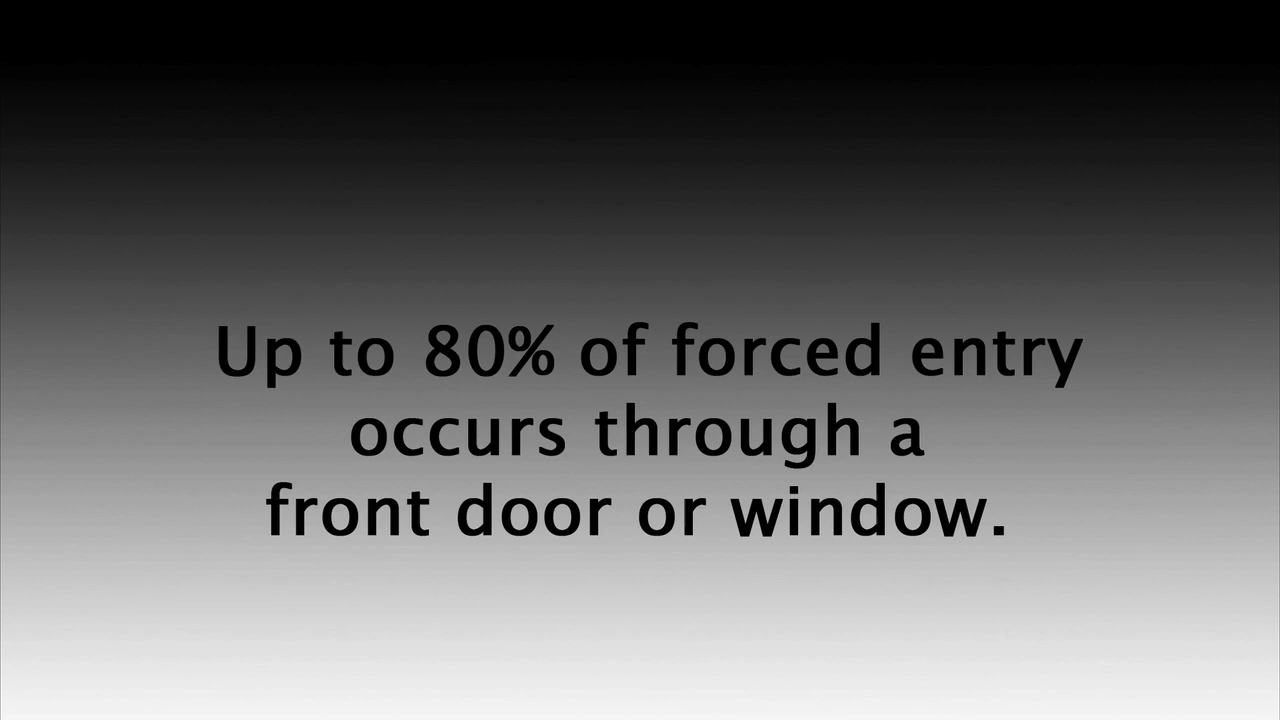 Up to 80% of forced entry
occurs through a
front door or window.